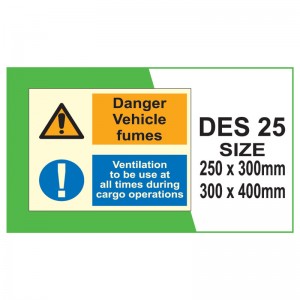 Danger
Vehicle
fumes
Ventilation
to be use at
all times during
cargo operations
DES 25
SIZE
250 x 300mm
300 x 400mm